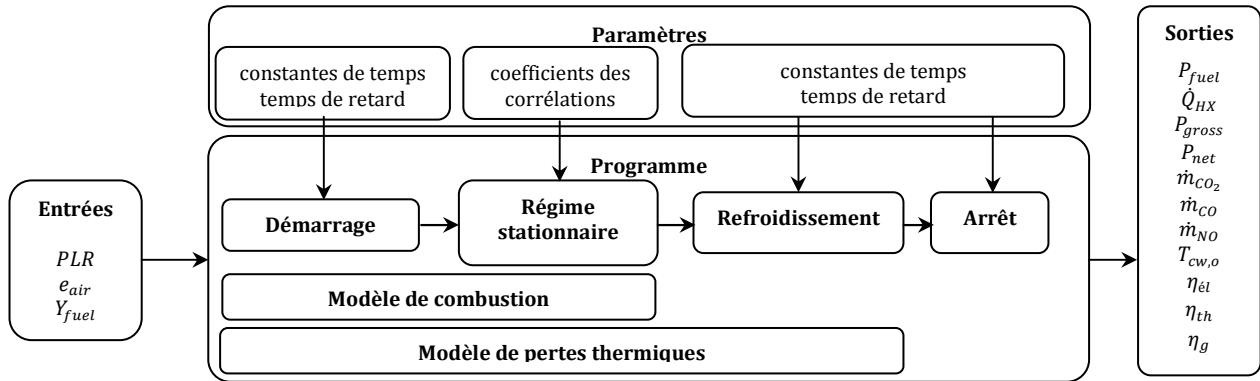 Paramètres
constantes de temps
temps de retard
coefficients des
corrélations
constantes de temps
temps de retard
Entrées
PLR
e_air
Y_fuel
Programme
Démarrage
Régime
stationnaire
Refroidissement
Arrêt
Modèle de combustion
Modèle de pertes thermiques
Sorties
P_fuel
Q̇_HX
P_gross
P_net
ṁ_CO₂
ṁ_CO
ṁ_NO
T_cw,o
η_él
η_th
η_g